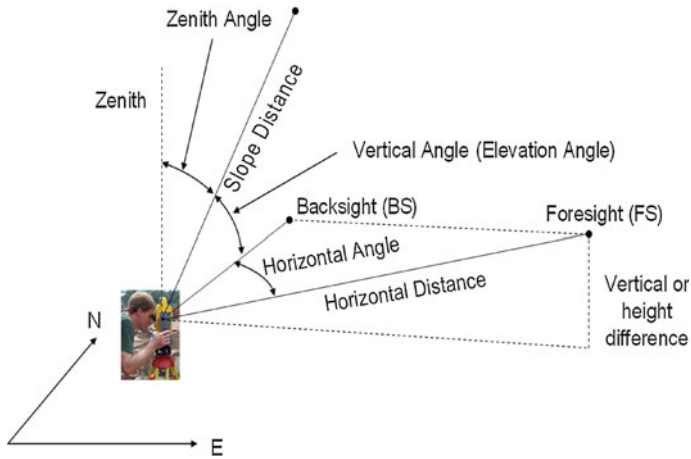 Zenith Angle
Zenith
Slope Distance
Vertical Angle (Elevation Angle)
Backsight (BS)
Foresight (FS)
Horizontal Angle
Horizontal Distance
Vertical or
height
difference
N
E